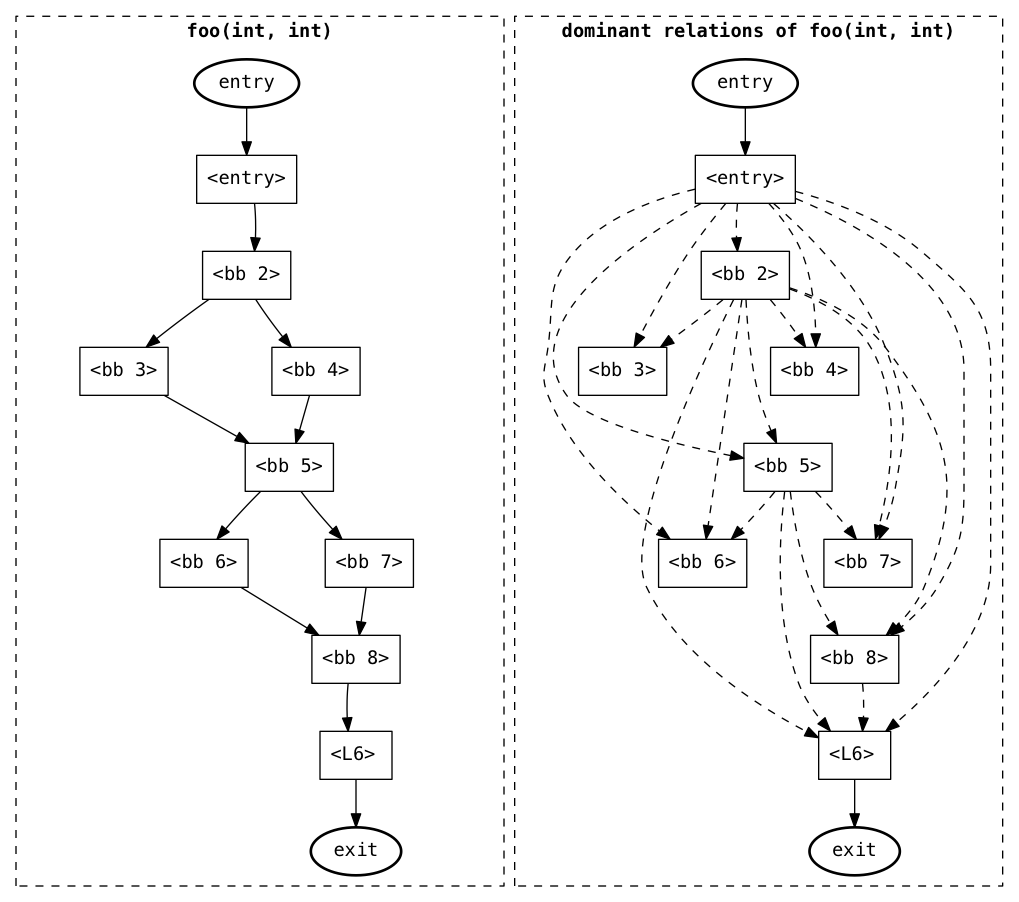 foo(int, int)
entry
<entry>
<bb 2>
<bb 3>
<bb 4>
<bb 5>
<bb 6>
<bb 7>
<bb 8>
<L6>
exit
dominant relations of foo(int, int)
entry
<entry>
<bb 2>
<bb 3>
<bb 4>
<bb 5>
<bb 6>
<bb 7>
<bb 8>
<L6>
exit